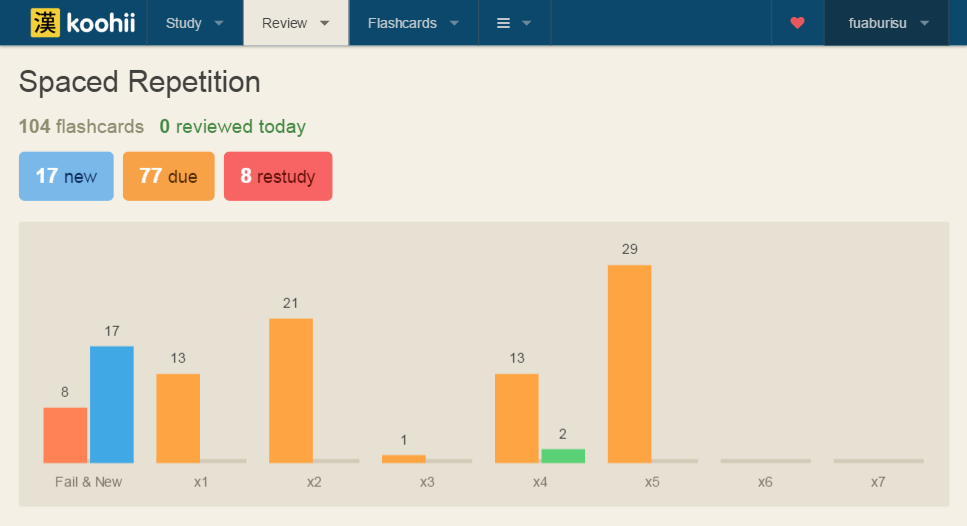 漢 koohii Study Review Flashcards fuaburisu
Spaced Repetition
104 flashcards 0 reviewed today
17 new 77 due 8 restudy
29
21
17
13 13
8
2
1
Fail & New x1 x2 x3 x4 x5 x6 x7